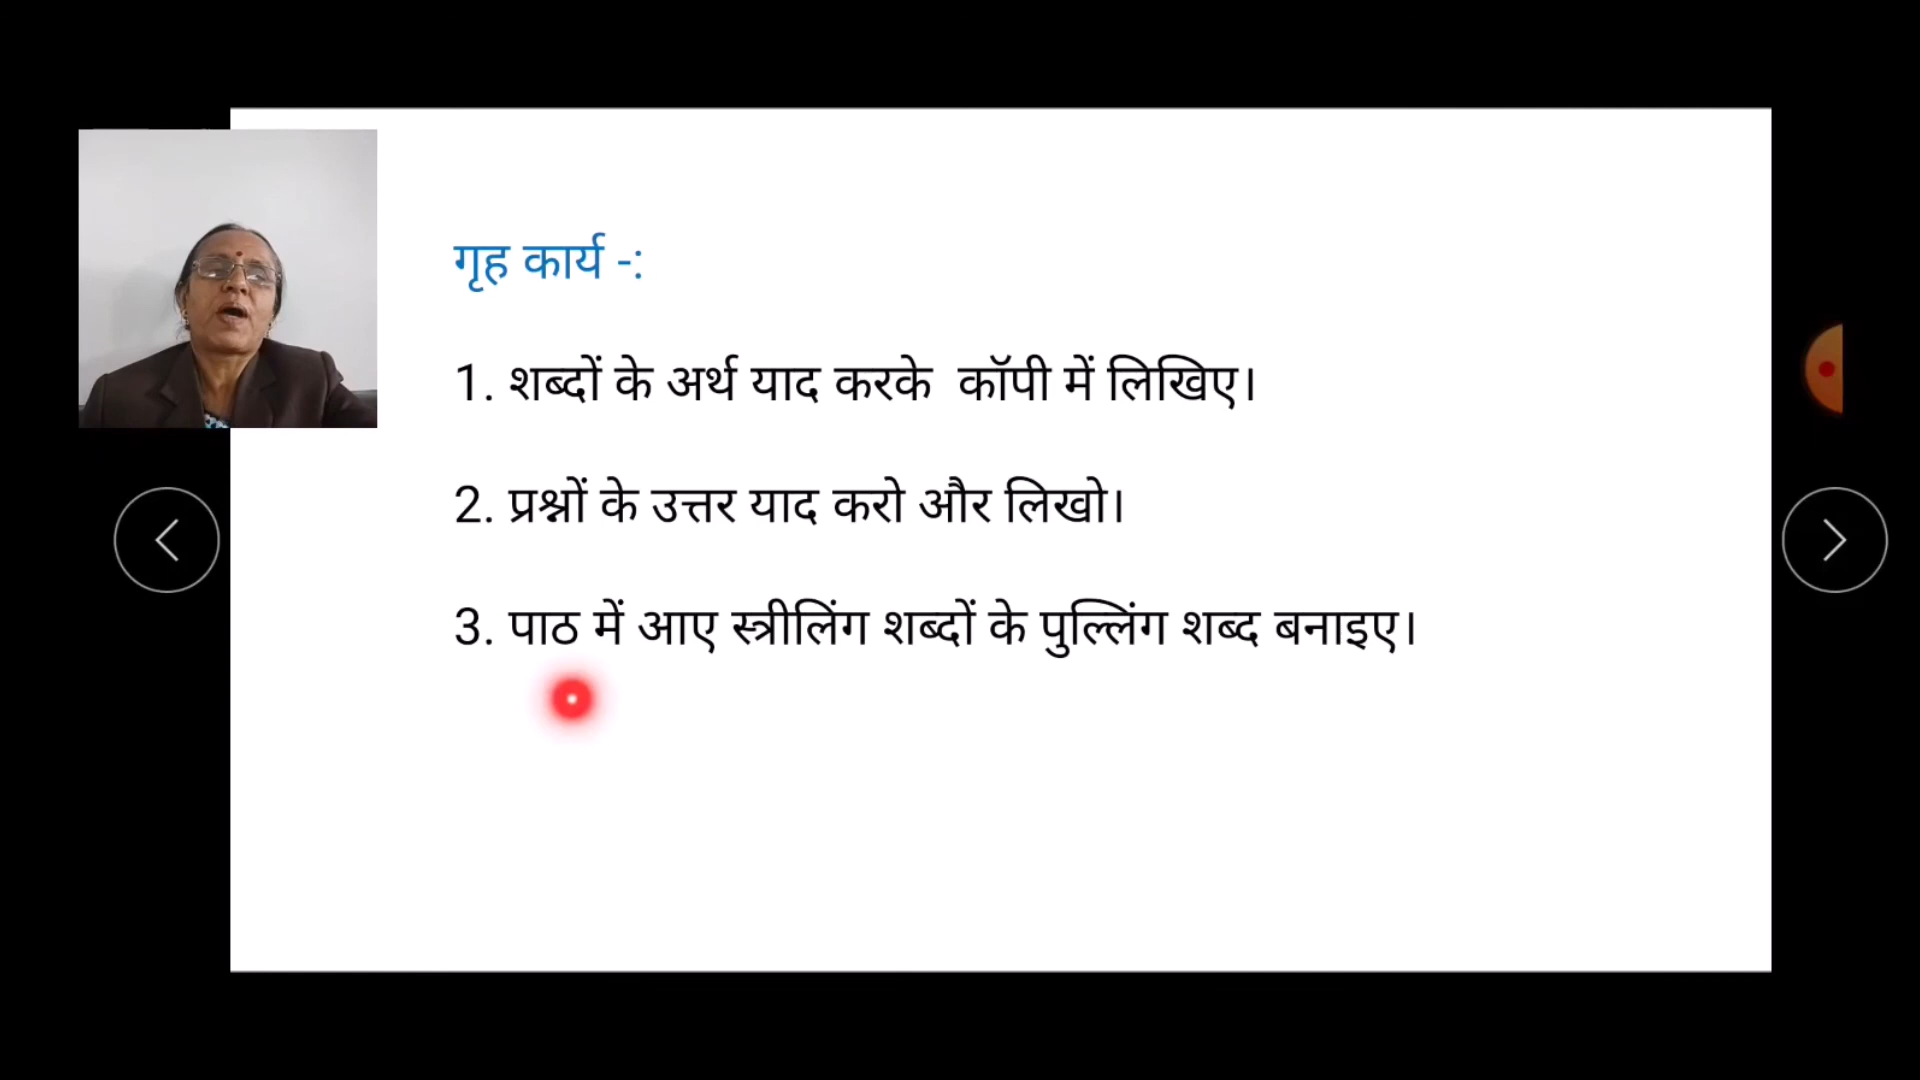 गृह कार्य -:
1. शब्दों के अर्थ याद करके  कॉपी में लिखिए।
2. प्रश्नों के उत्तर याद करो और लिखो।
3. पाठ में आए स्त्रीलिंग शब्दों के पुल्लिंग शब्द बनाइए।